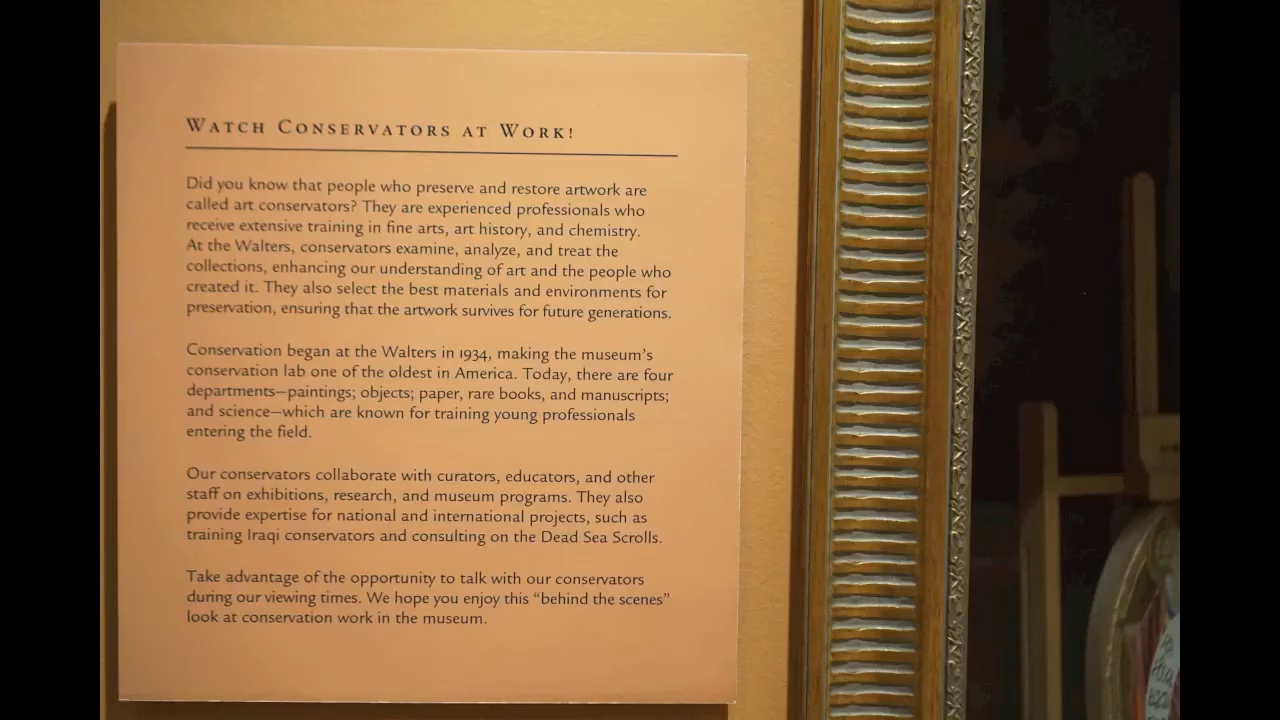 Watch Conservators at Work!
Did you know that people who preserve and restore artwork are
called art conservators? They are experienced professionals who
receive extensive training in fine arts, art history, and chemistry.
At the Walters, conservators examine, analyze, and treat the
collections, enhancing our understanding of art and the people who
created it. They also select the best materials and environments for
preservation, ensuring that the artwork survives for future generations.
Conservation began at the Walters in 1934, making the museum's
conservation lab one of the oldest in America. Today, there are four
departments—paintings; objects; paper, rare books, and manuscripts;
and science—which are known for training young professionals
entering the field.
Our conservators collaborate with curators, educators, and other
staff on exhibitions, research, and museum programs. They also
provide expertise for national and international projects, such as
training Iraqi conservators and consulting on the Dead Sea Scrolls.
Take advantage of the opportunity to talk with our conservators
during our viewing times. We hope you enjoy this “behind the scenes”
look at conservation work in the museum.